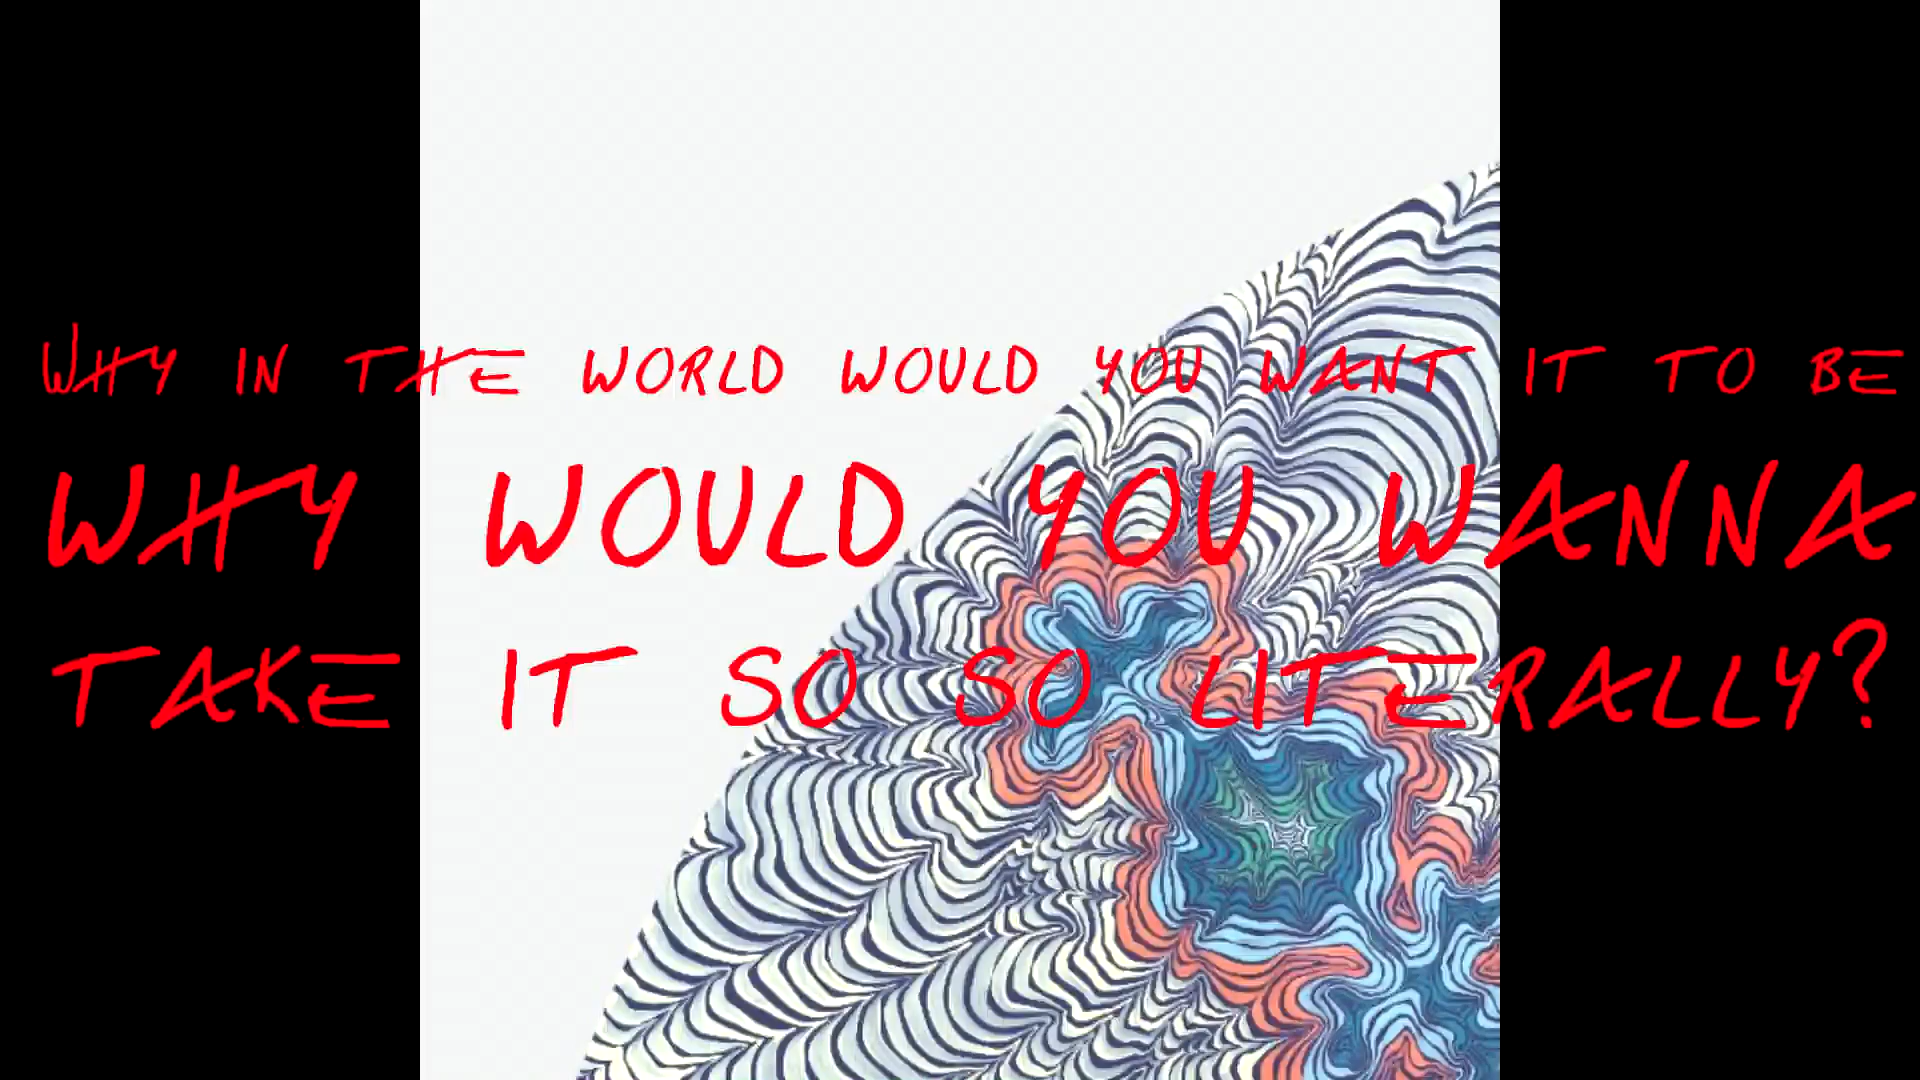 Why in the world would you want it to be
Why would you wanna
take it so so literally?